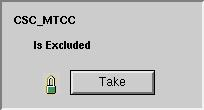 CSC_MTCC
Is Excluded
Take